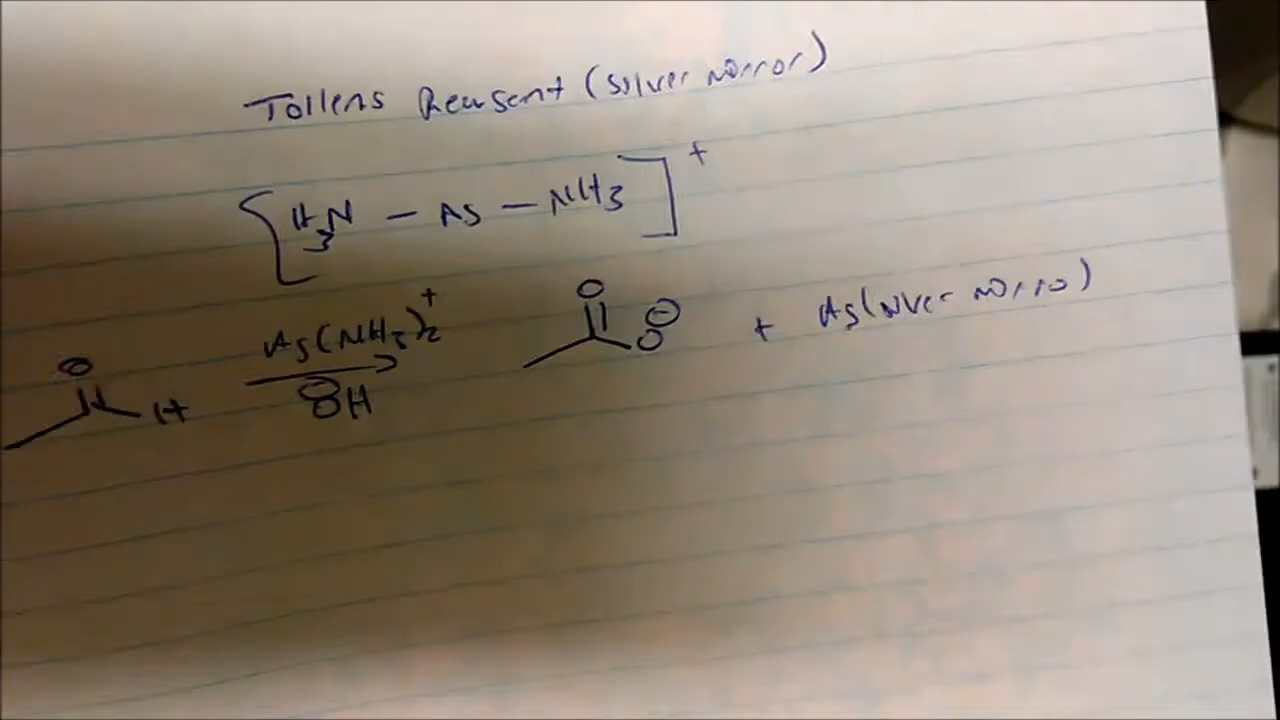 Tollens Reagent (silver mirror)
[H3N — Ag — NH3]+
O Ag(NH3)2+ O ⊖
H ⊖OH O + Ag(silver mirror)